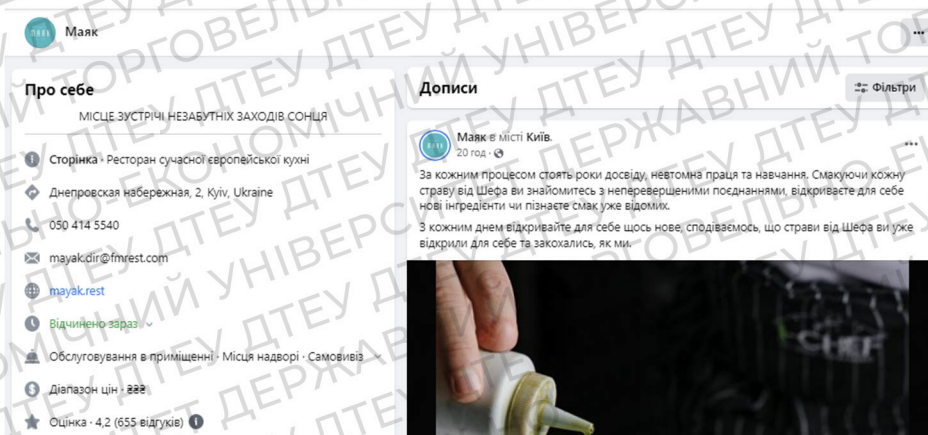 Маяк
Про себе
МІСЦЕ ЗУСТРІЧІ НЕЗАБУТНІХ ЗАХОДІВ СОНЦЯ
Сторінка · Ресторан сучасної європейської кухні
Днепровская набережная, 2, Kyiv, Ukraine
050 414 5540
mayak.dir@fmrest.com
mayak.rest
Відчинено зараз
Обслуговування в приміщенні · Місця надворі · Самовивіз
Діапазон цін · ₴₴₴
Оцінка · 4,2 (655 відгуків)
Дописи
Фільтри
Маяк в місті Київ.
20 год ·
За кожним процесом стоять роки досвіду, невтомна праця та навчання. Смакуючи кожну
страву від Шефа ви знайомитесь з неперевершеними поєднаннями, відкриваєте для себе
нові інгредієнти чи пізнаєте смак уже відомих.
З кожним днем відкривайте для себе щось нове, сподіваємось, що страви від Шефа ви уже
відкрили для себе та закохались, як ми.